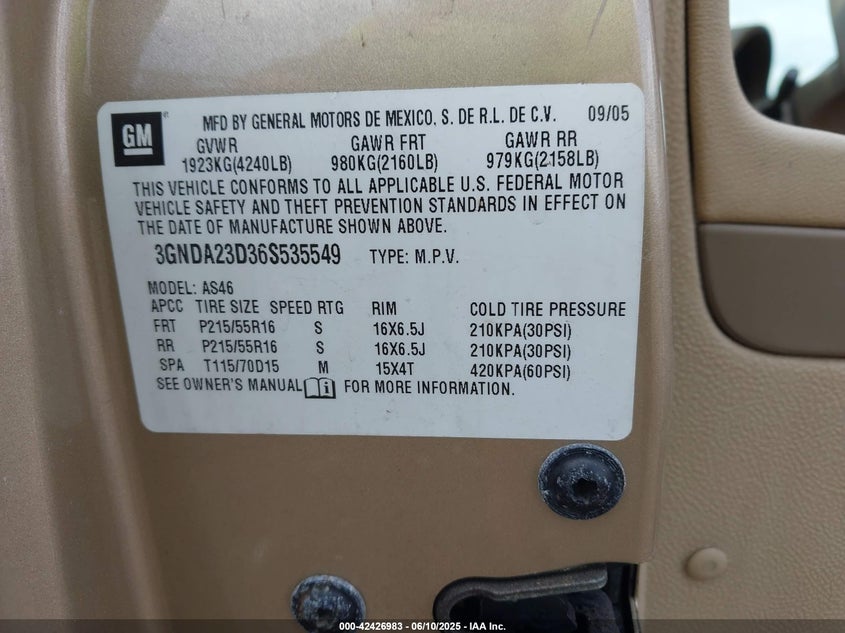 GM
MFD BY GENERAL MOTORS DE MEXICO, S. DE R.L. DE C.V. 09/05
GVWR GAWR FRT GAWR RR
1923KG(4240LB) 980KG(2160LB) 979KG(2158LB)
THIS VEHICLE CONFORMS TO ALL APPLICABLE U.S. FEDERAL MOTOR
VEHICLE SAFETY AND THEFT PREVENTION STANDARDS IN EFFECT ON
THE DATE OF MANUFACTURE SHOWN ABOVE.
3GNDA23D36S535549 TYPE: M.P.V.
MODEL: AS46
APCC TIRE SIZE SPEED RTG RIM COLD TIRE PRESSURE
FRT P215/55R16 S 16X6.5J 210KPA(30PSI)
RR P215/55R16 S 16X6.5J 210KPA(30PSI)
SPA T115/70D15 M 15X4T 420KPA(60PSI)
SEE OWNER'S MANUAL i FOR MORE INFORMATION.
000-42426983 - 06/10/2025 - IAA Inc.